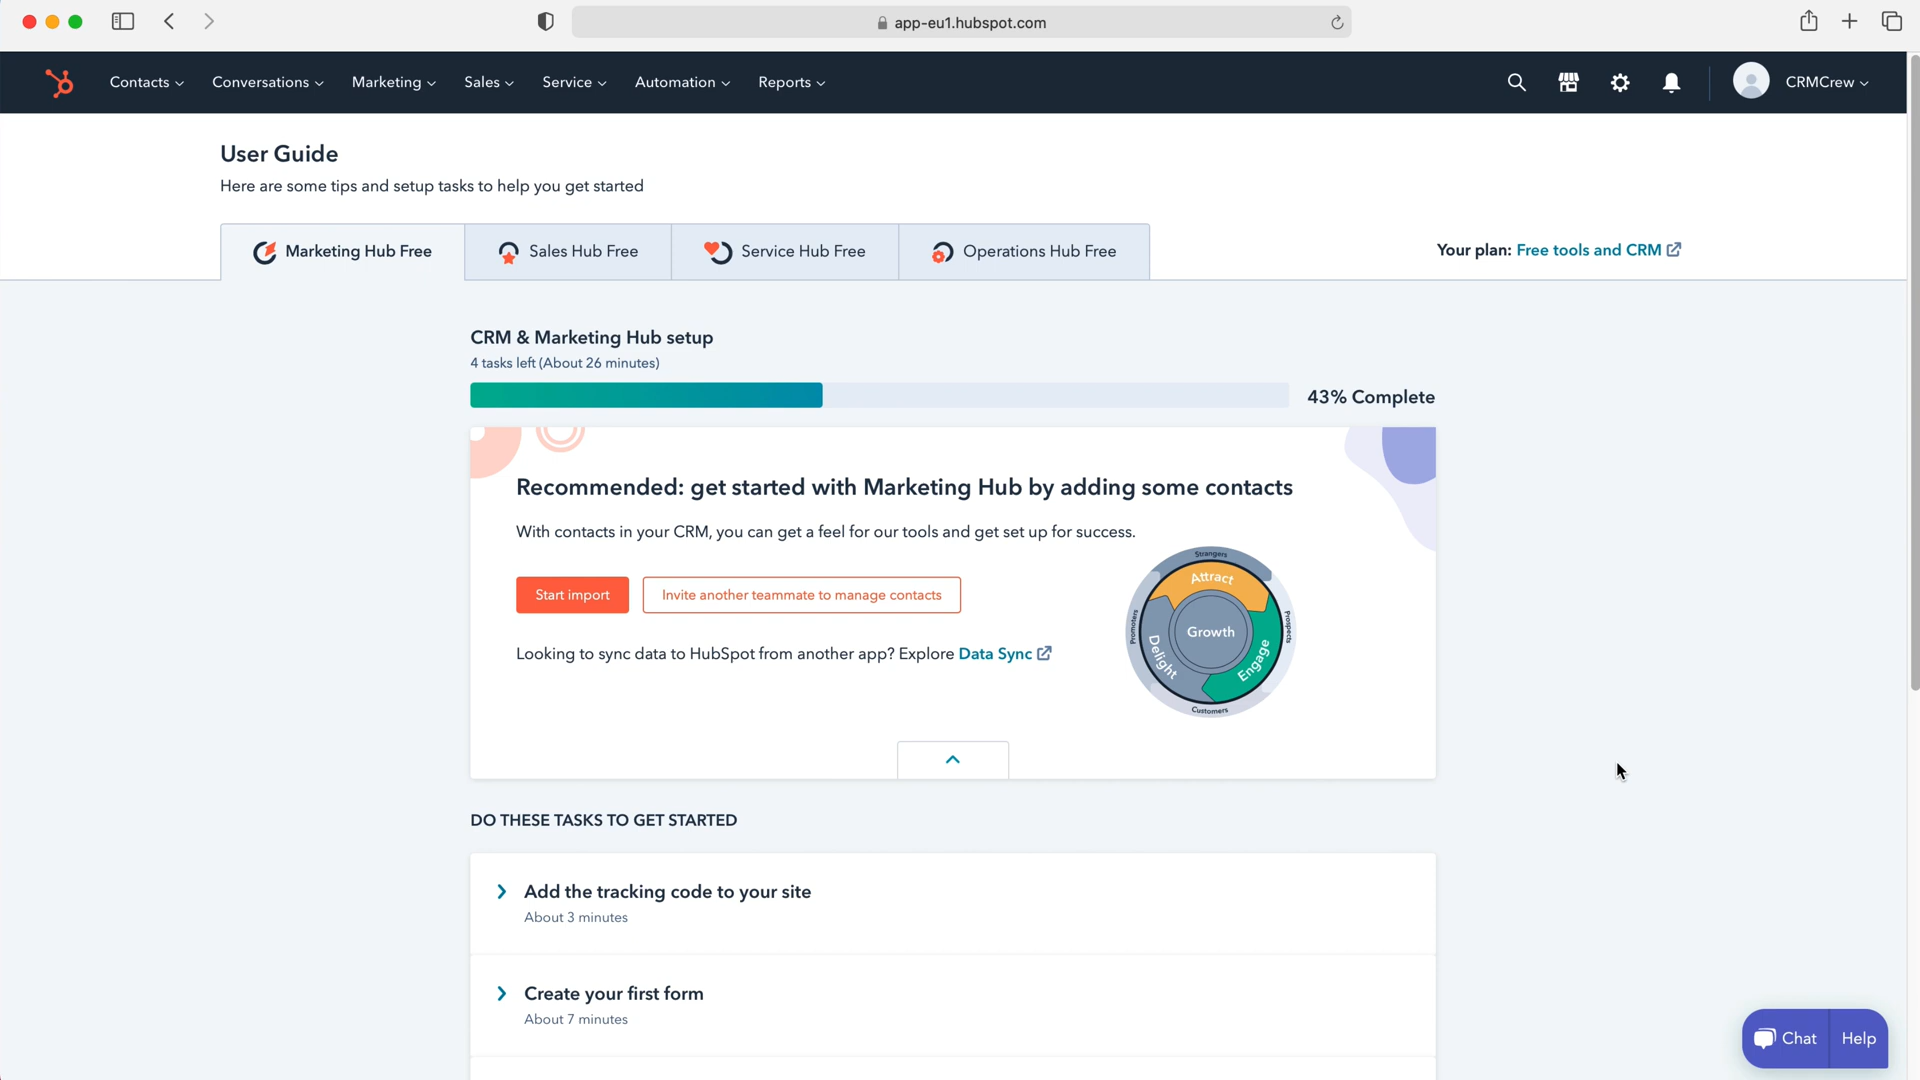 app-eu1.hubspot.com
Contacts
Conversations
Marketing
Sales
Service
Automation
Reports
CRMCrew
User Guide
Here are some tips and setup tasks to help you get started
Marketing Hub Free
Sales Hub Free
Service Hub Free
Operations Hub Free
Your plan: Free tools and CRM
CRM & Marketing Hub setup
4 tasks left (About 26 minutes)
43% Complete
Recommended: get started with Marketing Hub by adding some contacts
With contacts in your CRM, you can get a feel for our tools and get set up for success.
Start import
Invite another teammate to manage contacts
Looking to sync data to HubSpot from another app? Explore Data Sync
Strangers
Attract
Promoters
Growth
Prospects
Delight
Engage
Customers
DO THESE TASKS TO GET STARTED
Add the tracking code to your site
About 3 minutes
Create your first form
About 7 minutes
Chat
Help